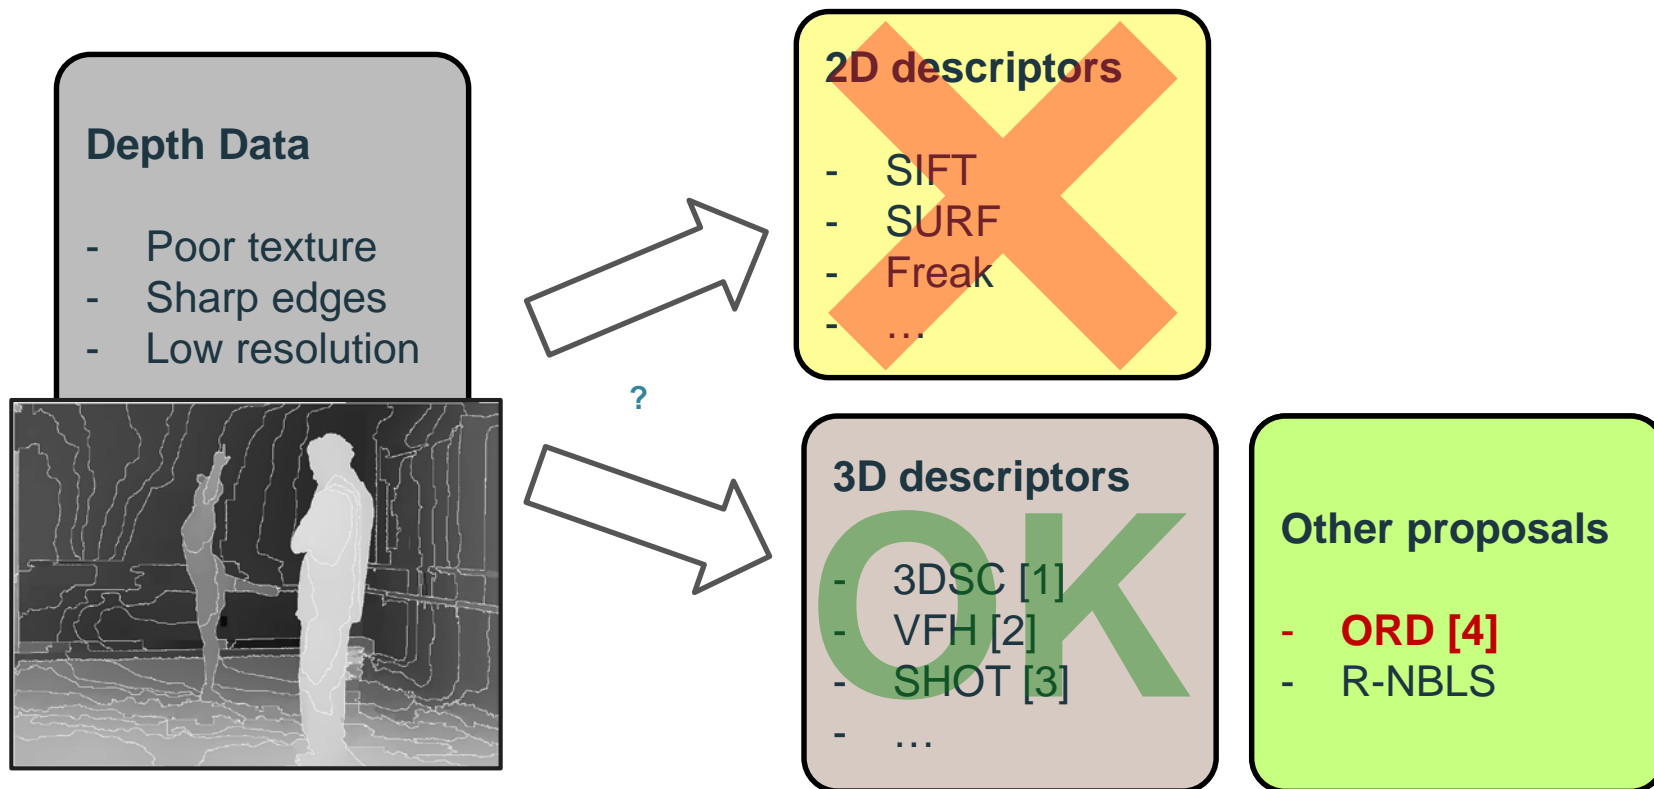 Depth Data
- Poor texture
- Sharp edges
- Low resolution
?
2D descriptors
- SIFT
- SURF
- Freak
- …
3D descriptors
OK
- 3DSC [1]
- VFH [2]
- SHOT [3]
- …
Other proposals
- ORD [4]
- R-NBLS